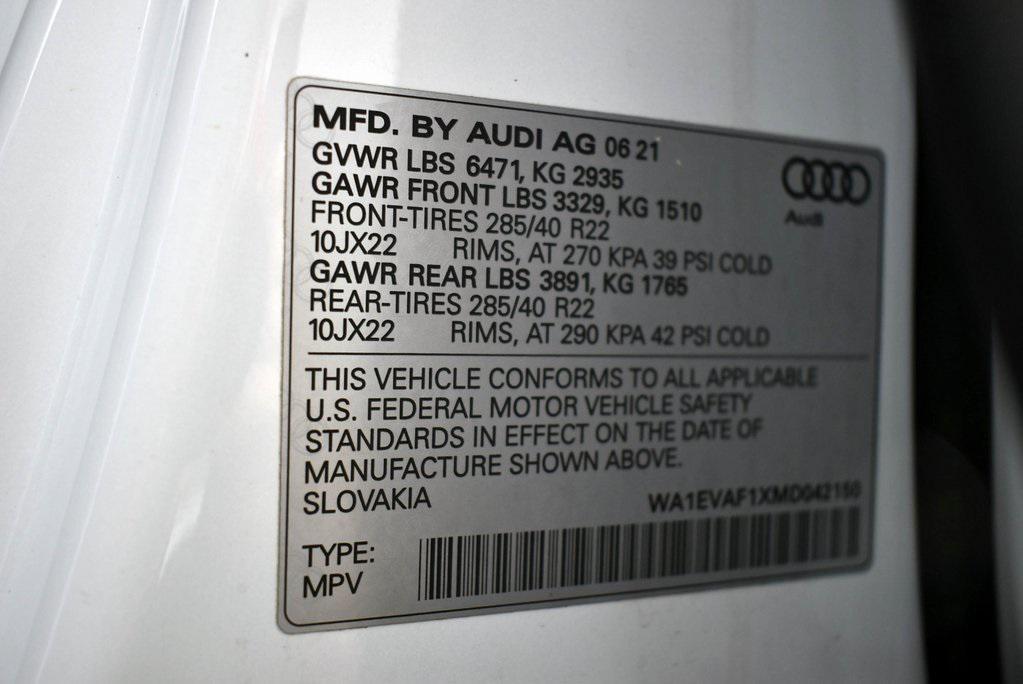 MFD. BY AUDI AG 06 21
GVWR LBS 6471, KG 2935
GAWR FRONT LBS 3329, KG 1510
FRONT-TIRES 285/40 R22
10JX22 RIMS, AT 270 KPA 39 PSI COLD
GAWR REAR LBS 3891, KG 1765
REAR-TIRES 285/40 R22
10JX22 RIMS, AT 290 KPA 42 PSI COLD
Audi
THIS VEHICLE CONFORMS TO ALL APPLICABLE
U.S. FEDERAL MOTOR VEHICLE SAFETY
STANDARDS IN EFFECT ON THE DATE OF
MANUFACTURE SHOWN ABOVE.
SLOVAKIA WA1EVAF1XMD042150
TYPE:
MPV